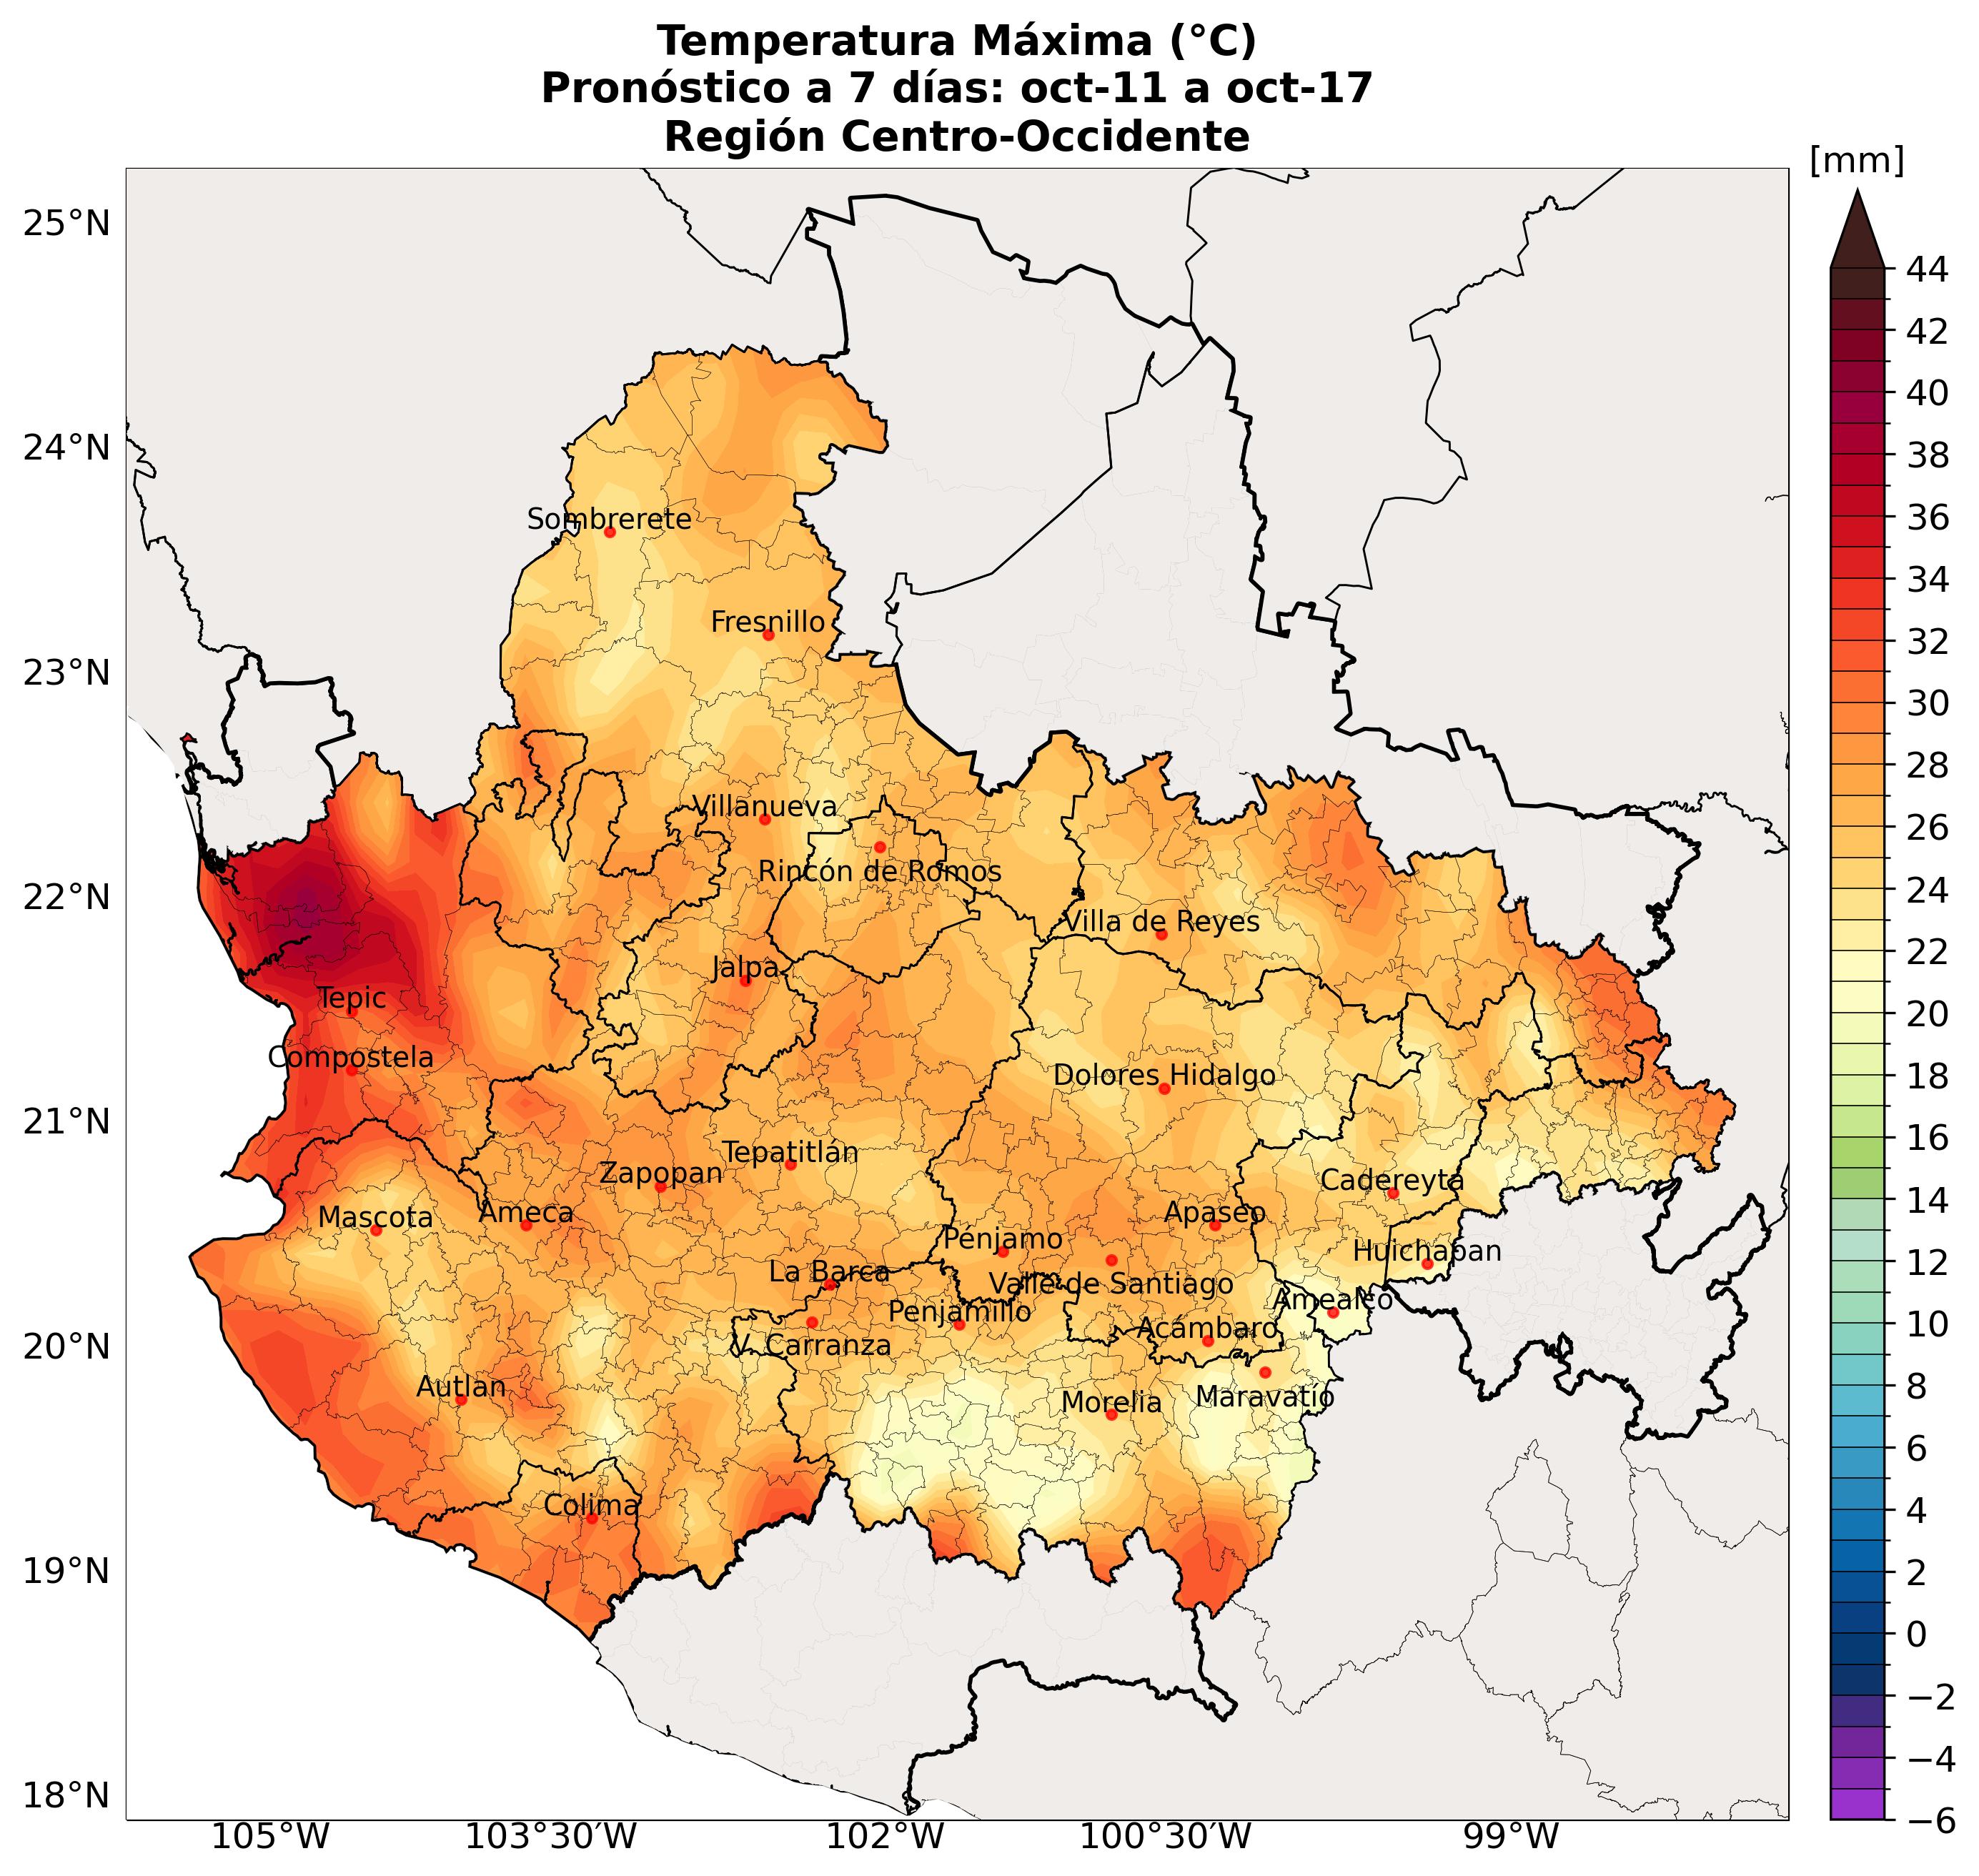 Temperatura Máxima (°C)
Pronóstico a 7 días: oct-11 a oct-17
Región Centro-Occidente
[mm]
25°N
24°N
23°N
22°N
21°N
20°N
19°N
18°N
Sombrerete
Fresnillo
Villanueva
Rincón de Romos
Villa de Reyes
Jalpa
Tepic
Compostela
Dolores Hidalgo
Tepatitlán
Zapopan
Cadereyta
Mascota
Ameca
Apaseo
Pénjamo
Huichapan
La Barca
Valle de Santiago
Amealco
Penjamillo
Acámbaro
V. Carranza
Autlan
Morelia
Maravatío
Colima
105°W
103°30′W
102°W
100°30′W
99°W
44
42
40
38
36
34
32
30
28
26
24
22
20
18
16
14
12
10
8
6
4
2
0
−2
−4
−6